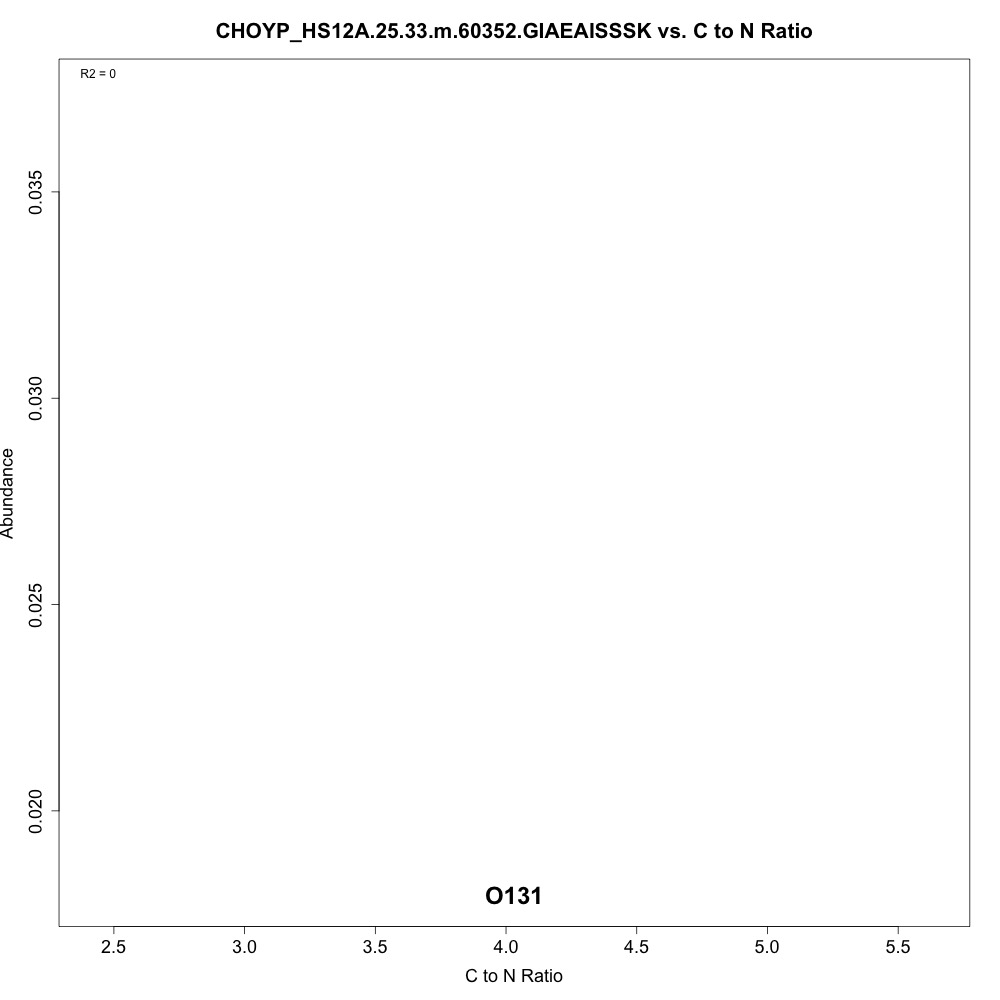 CHOYP_HS12A.25.33.m.60352.GIAEAISSSK vs. C to N Ratio
R2 = 0
0.035
0.030
Abundance
0.025
0.020
O131
2.5 3.0 3.5 4.0 4.5 5.0 5.5
C to N Ratio